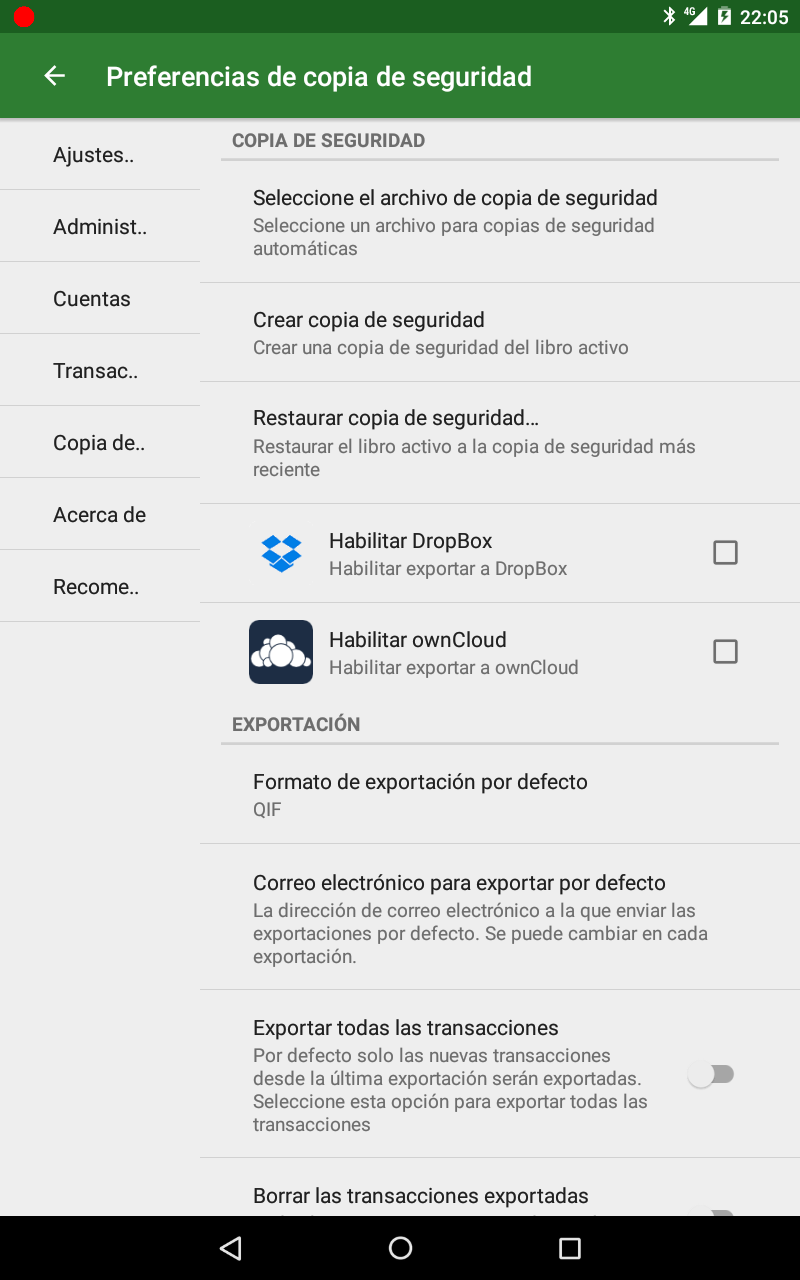 4G 22:05
Preferencias de copia de seguridad
Ajustes..
Administ..
Cuentas
Transac..
Copia de..
Acerca de
Recome..
COPIA DE SEGURIDAD
Seleccione el archivo de copia de seguridad
Seleccione un archivo para copias de seguridad
automáticas
Crear copia de seguridad
Crear una copia de seguridad del libro activo
Restaurar copia de seguridad…
Restaurar el libro activo a la copia de seguridad más
reciente
Habilitar DropBox
Habilitar exportar a DropBox
Habilitar ownCloud
Habilitar exportar a ownCloud
EXPORTACIÓN
Formato de exportación por defecto
QIF
Correo electrónico para exportar por defecto
La dirección de correo electrónico a la que enviar las
exportaciones por defecto. Se puede cambiar en cada
exportación.
Exportar todas las transacciones
Por defecto solo las nuevas transacciones
desde la última exportación serán exportadas.
Seleccione esta opción para exportar todas las
transacciones
Borrar las transacciones exportadas